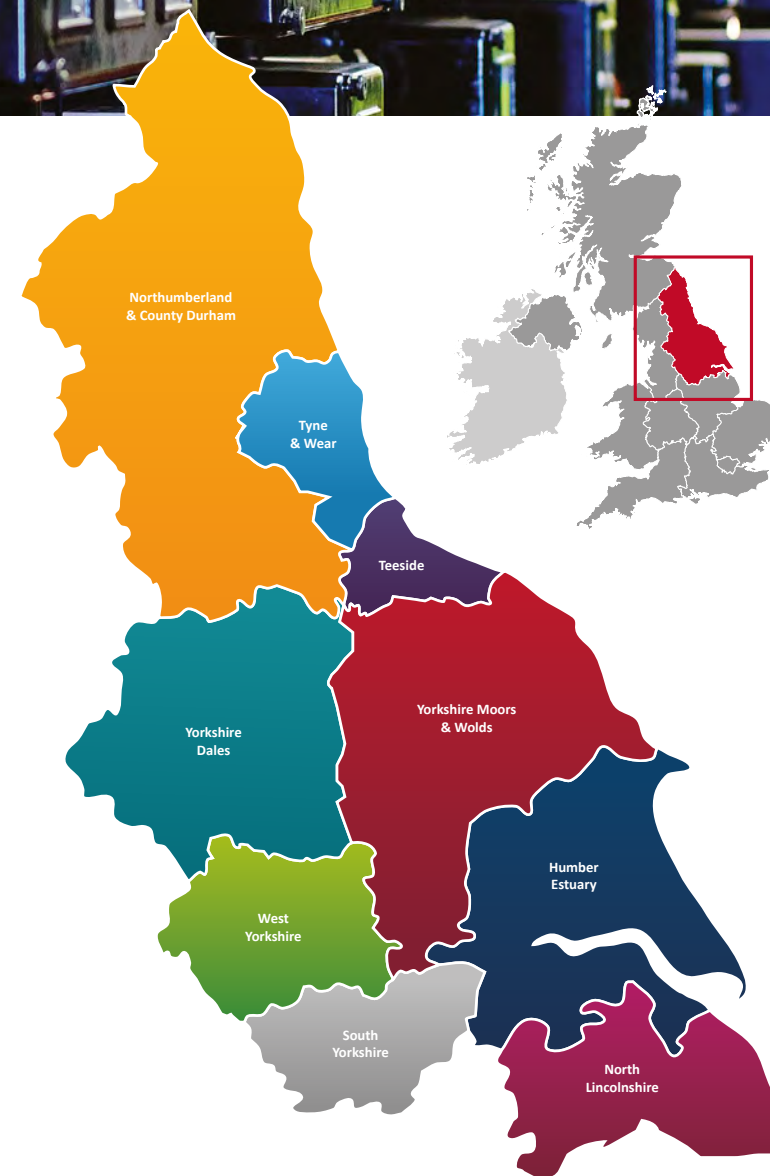 Northumberland
& County Durham
Tyne
& Wear
Teeside
Yorkshire Moors
& Wolds
Yorkshire
Dales
Humber
Estuary
West
Yorkshire
South
Yorkshire
North
Lincolnshire